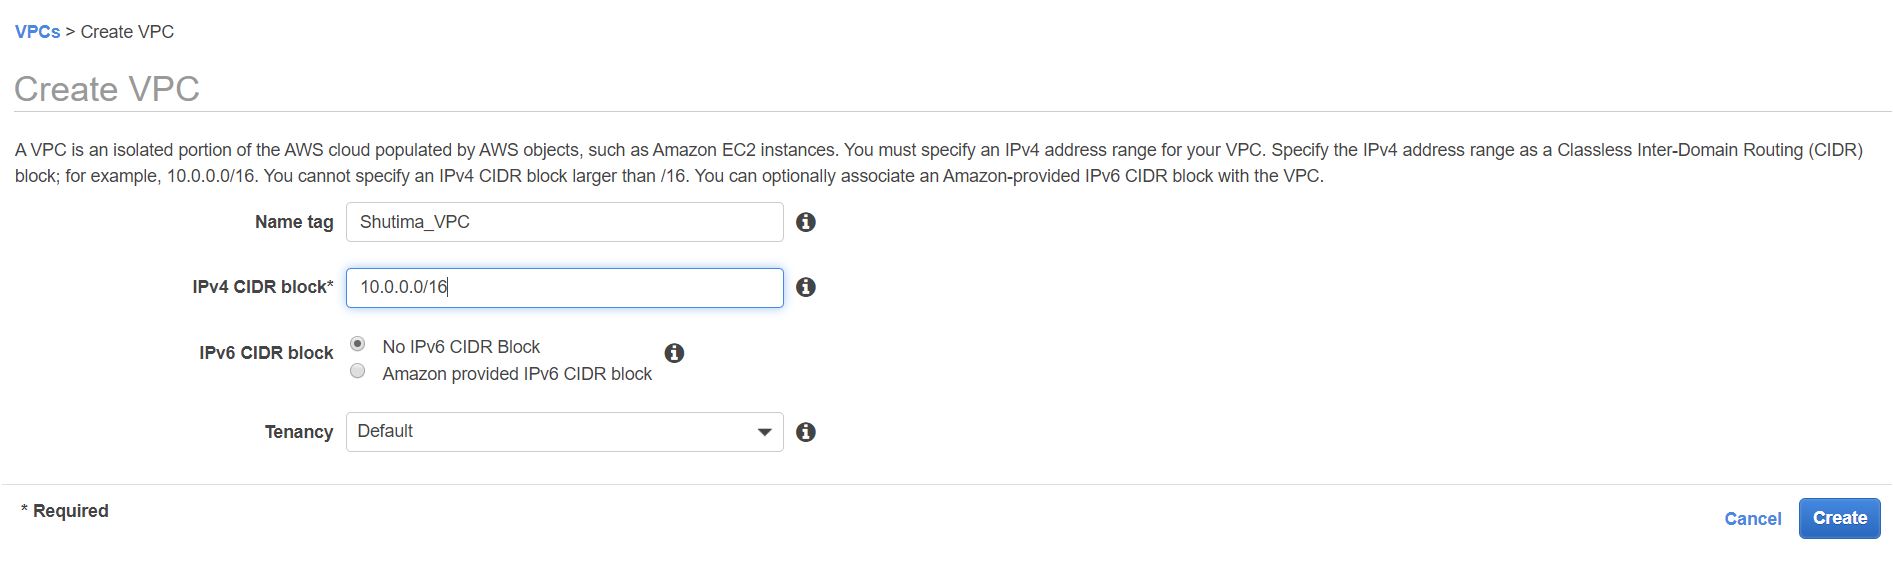 VPCs > Create VPC
Create VPC
A VPC is an isolated portion of the AWS cloud populated by AWS objects, such as Amazon EC2 instances. You must specify an IPv4 address range for your VPC. Specify the IPv4 address range as a Classless Inter-Domain Routing (CIDR)
block; for example, 10.0.0.0/16. You cannot specify an IPv4 CIDR block larger than /16. You can optionally associate an Amazon-provided IPv6 CIDR block with the VPC.
Name tag Shutima_VPC
IPv4 CIDR block* 10.0.0.0/16
IPv6 CIDR block No IPv6 CIDR Block
Amazon provided IPv6 CIDR block
Tenancy Default
* Required
Cancel Create